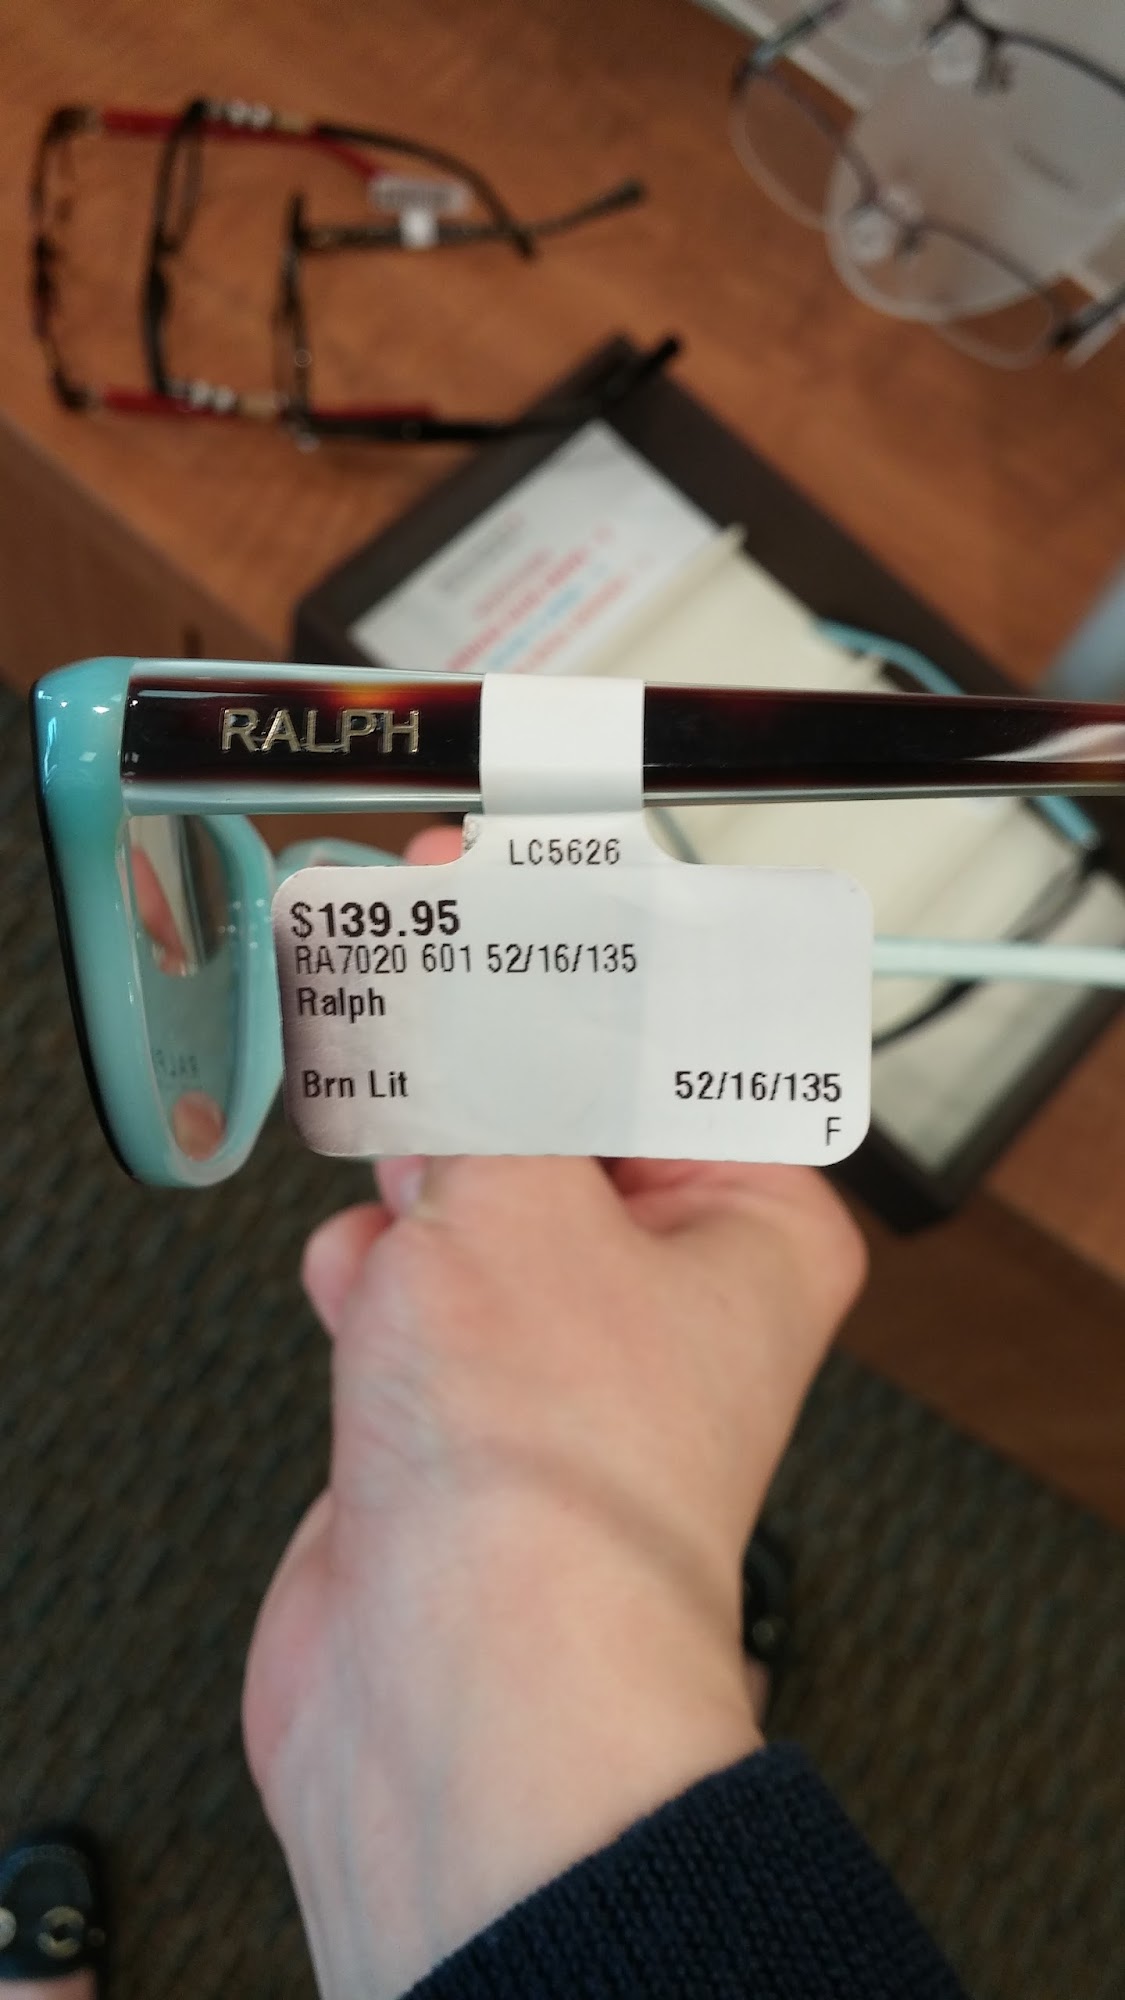 RALPH
LC5626
$139.95
RA7020 601 52/16/135
Ralph
Brn Lit 52/16/135
F